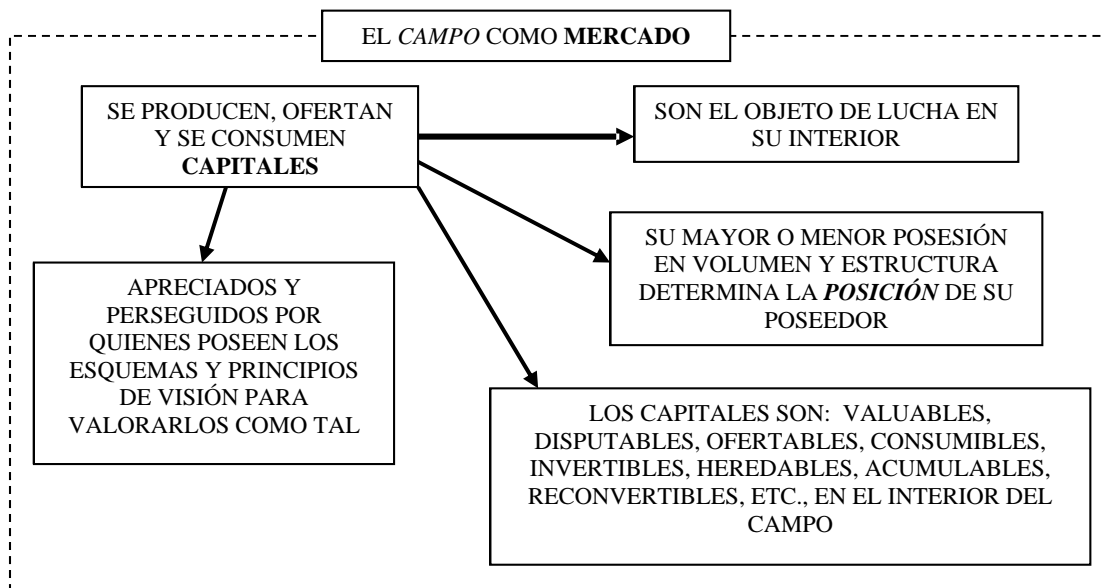 EL CAMPO COMO MERCADO
SE PRODUCEN, OFERTAN
Y SE CONSUMEN
CAPITALES
SON EL OBJETO DE LUCHA EN
SU INTERIOR
SU MAYOR O MENOR POSESIÓN
EN VOLUMEN Y ESTRUCTURA
DETERMINA LA POSICIÓN DE SU
POSEEDOR
APRECIADOS Y
PERSEGUIDOS POR
QUIENES POSEEN LOS
ESQUEMAS Y PRINCIPIOS
DE VISIÓN PARA
VALORARLOS COMO TAL
LOS CAPITALES SON: VALUABLES,
DISPUTABLES, OFERTABLES, CONSUMIBLES,
INVERTIBLES, HEREDABLES, ACUMULABLES,
RECONVERTIBLES, ETC., EN EL INTERIOR DEL
CAMPO